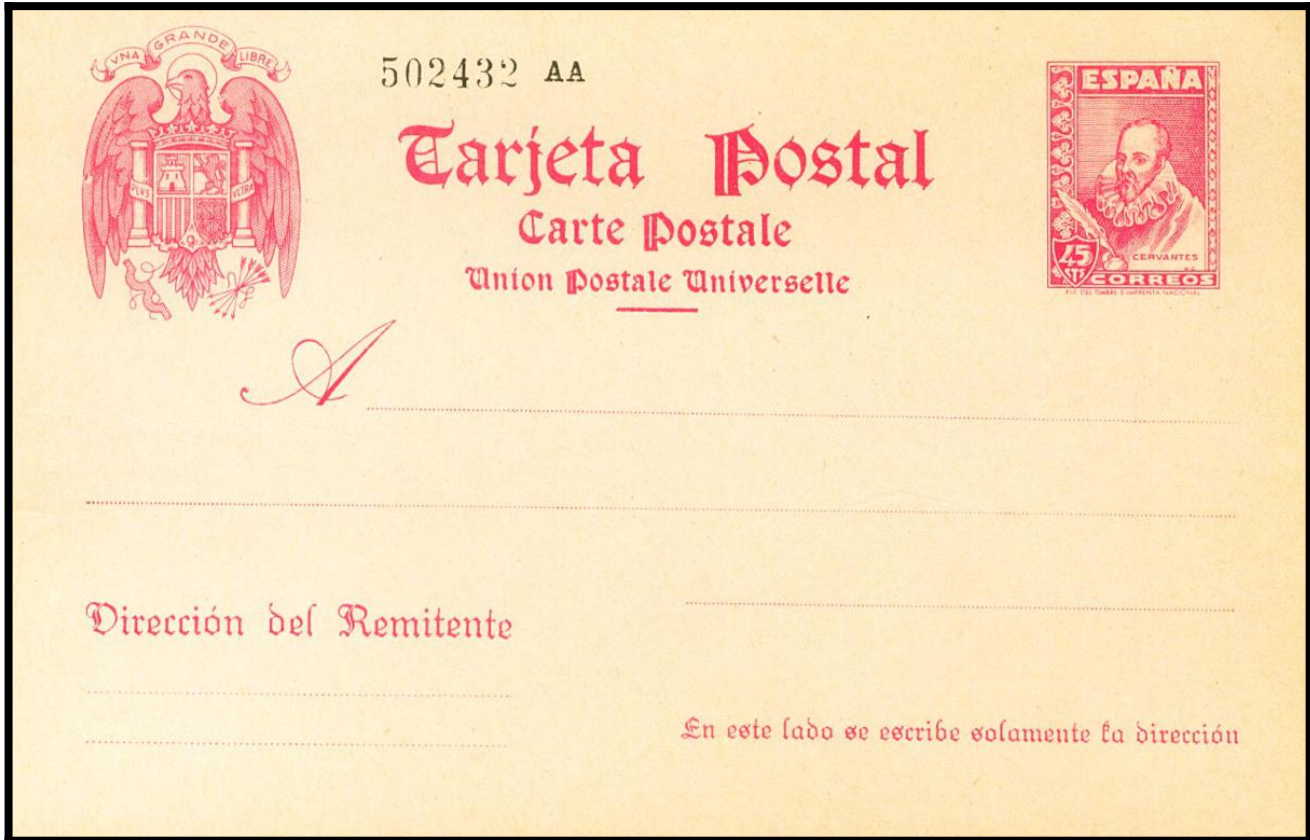 VNA GRANDE LIBRE
502432 AA
ESPAÑA
Tarjeta Postal
Carte Postale
Union Postale Universelle
PLVS VLTRA
45 CTS
CERVANTES
CORREOS
A
Dirección del Remitente
En este lado se escribe solamente la dirección